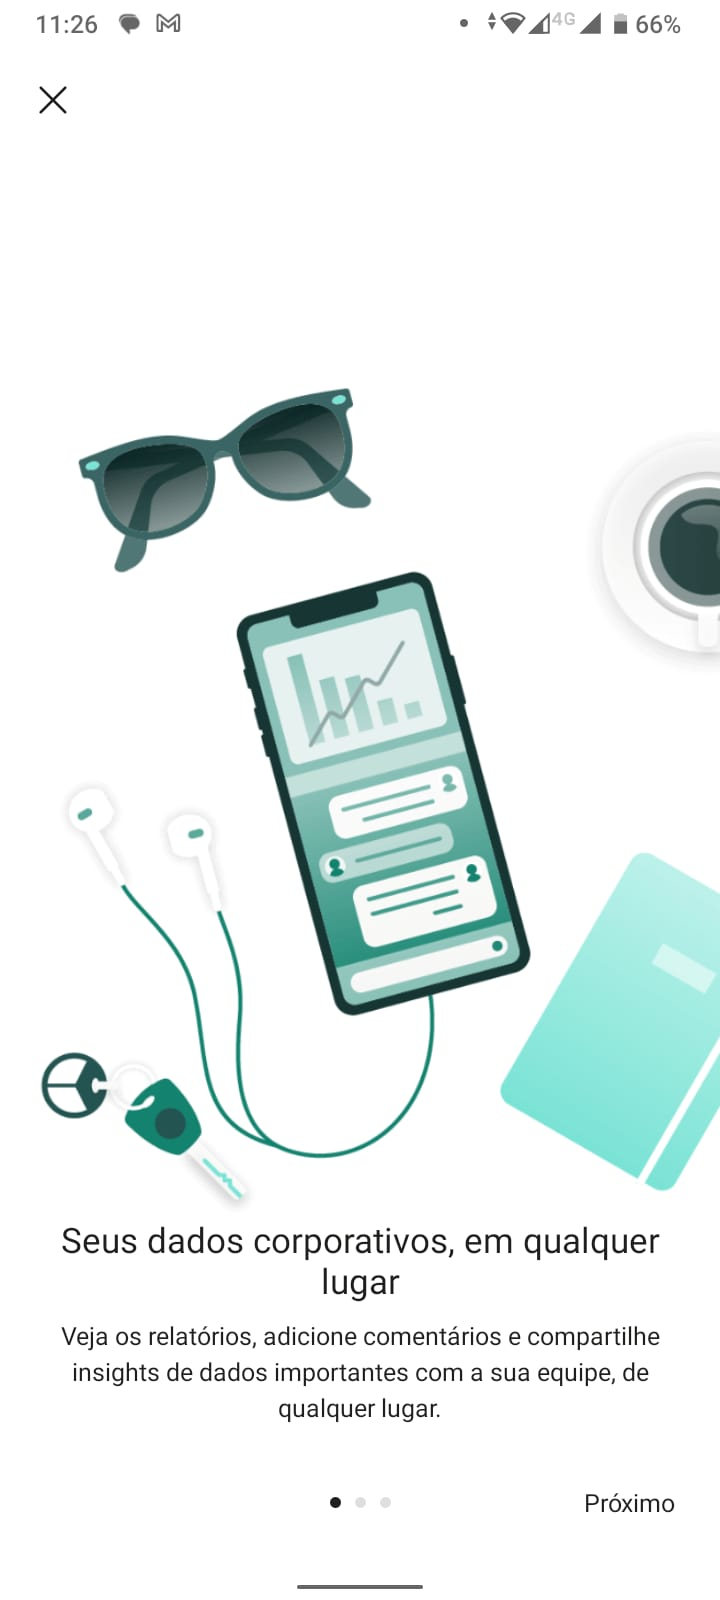 11:26
4G
66%
Seus dados corporativos, em qualquer
lugar
Veja os relatórios, adicione comentários e compartilhe
insights de dados importantes com a sua equipe, de
qualquer lugar.
Próximo